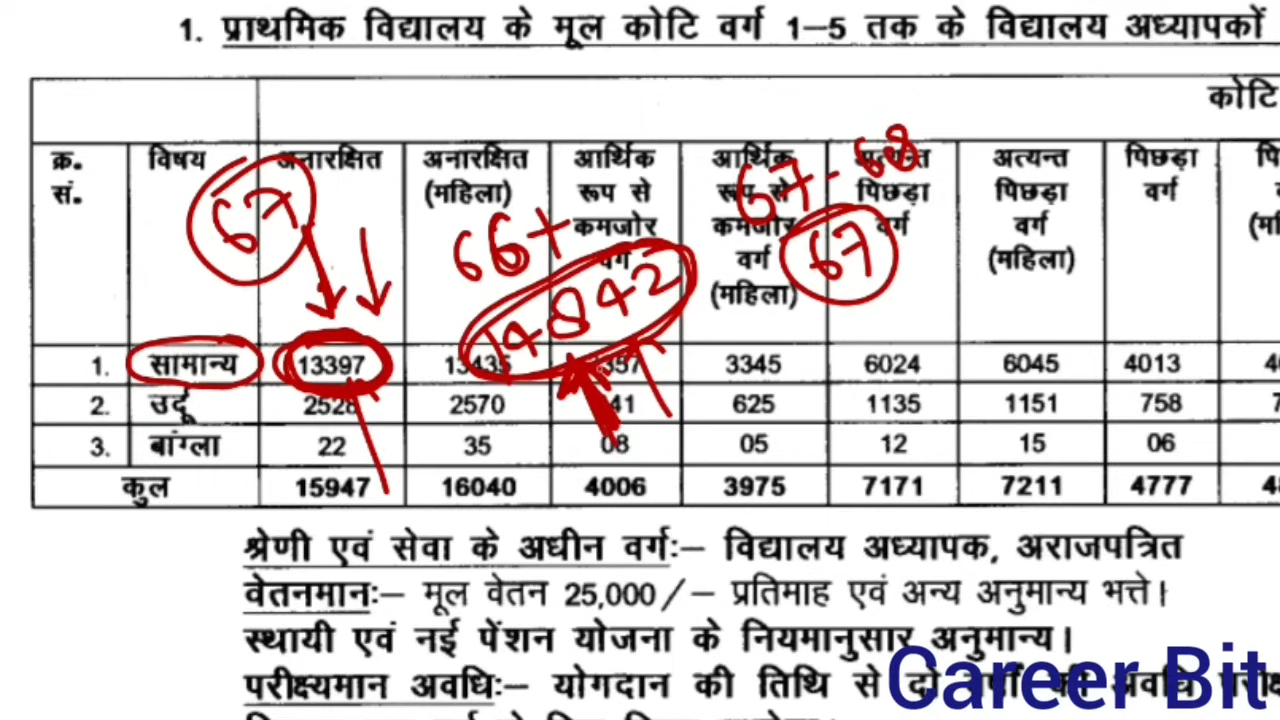 1. प्राथमिक विद्यालय के मूल कोटि वर्ग 1–5 तक के विद्यालय अध्यापकों
कोटि
क्र. सं. विषय अनारक्षित अनारक्षित (महिला) आर्थिक रूप से कमजोर वर्ग आर्थिक रूप से कमजोर वर्ग (महिला) अत्यन्त पिछड़ा वर्ग अत्यन्त पिछड़ा वर्ग (महिला) पिछड़ा वर्ग
67
66+
14842
67-68
67
1. सामान्य 13397 13435 3345 6024 6045 4013
2. उर्दू 2528 2570 625 1135 1151 758
3. बांग्ला 22 35 08 05 12 15 06
कुल 15947 16040 4006 3975 7171 7211 4777
श्रेणी एवं सेवा के अधीन वर्गः– विद्यालय अध्यापक, अराजपत्रित
वेतनमानः– मूल वेतन 25,000/– प्रतिमाह एवं अन्य अनुमान्य भत्ते।
स्थायी एवं नई पेंशन योजना के नियमानुसार अनुमान्य।
परीक्ष्यमान अवधिः– योगदान की तिथि से दो वर्षों की अवधि
Career Bit